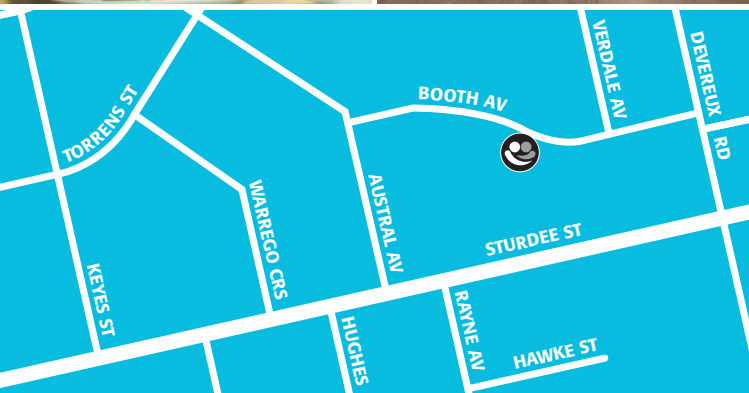 TORRENS ST
BOOTH AV
VERDALE AV
DEVEREUX
RD
WARREGO CRS
AUSTRAL AV
STURDEE ST
KEYES ST
HUGHES
RAYNE AV
HAWKE ST